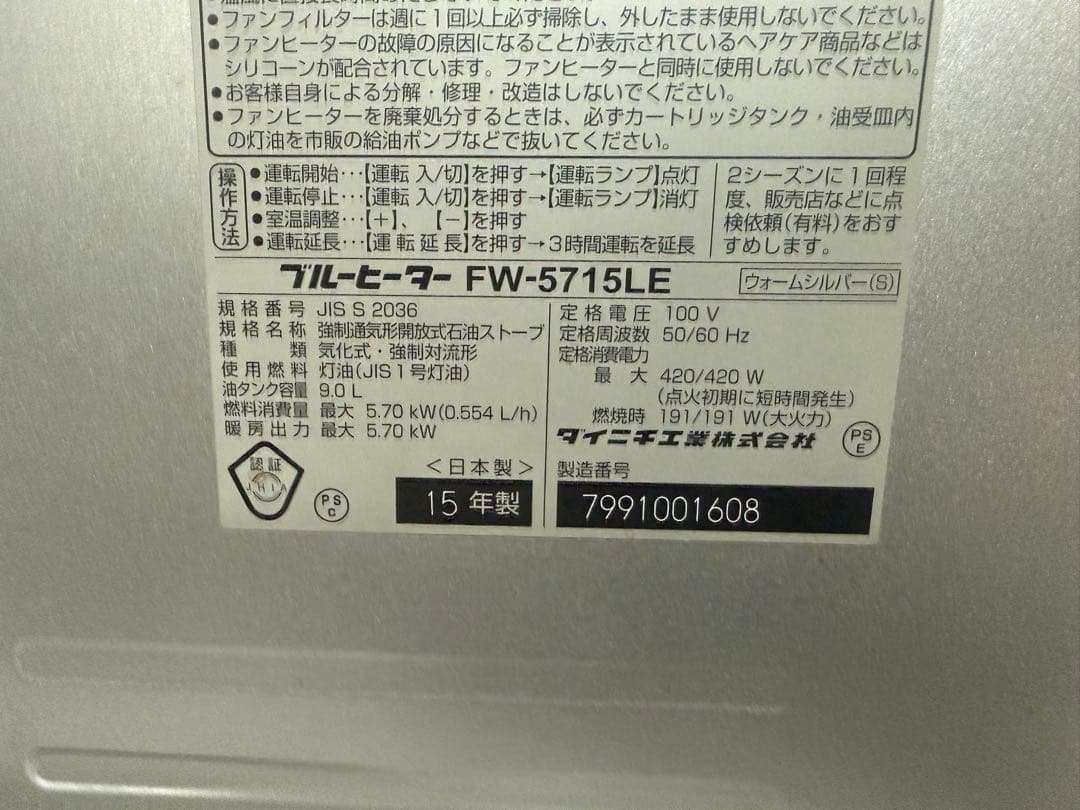 ●ファンフィルターは週に1回以上必ず掃除し、外したまま使用しないでください。
●ファンヒーターの故障の原因になることが表示されているヘアケア商品などは
シリコーンが配合されています。ファンヒーターと同時に使用しないでください。
●お客様自身による分解・修理・改造はしないでください。
●ファンヒーターを廃棄処分するときは、必ずカートリッジタンク・油受皿内
の灯油を市販の給油ポンプなどで抜いてください。
操作方法
●運転開始･･･【運転 入/切】を押す→【運転ランプ】点灯
●運転停止･･･【運転 入/切】を押す→【運転ランプ】消灯
●室温調整･･･【+】、【−】を押す
●運転延長･･･【運転延長】を押す→3時間運転を延長
2シーズンに1回程
度、販売店などに点
検依頼(有料)をおす
すめします。
ブルーヒーター FW-5715LE ウォームシルバー(S)
規格番号 JIS S 2036
規格名称 強制通気形開放式石油ストーブ
種類 気化式・強制対流形
使用燃料 灯油(JIS1号灯油)
油タンク容量 9.0 L
燃料消費量 最大 5.70 kW(0.554 L/h)
暖房出力 最大 5.70 kW
認証
JHIA
PS
C
<日本製>
15年製
定格電圧 100 V
定格周波数 50/60 Hz
定格消費電力
最大 420/420 W
(点火初期に短時間発生)
燃焼時 191/191 W(大火力)
ダイニチ工業株式会社
PS
E
製造番号
7991001608